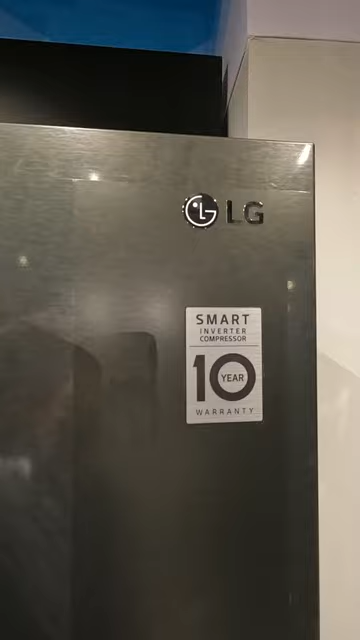 LG
SMART
INVERTER
COMPRESSOR
10
YEAR
WARRANTY